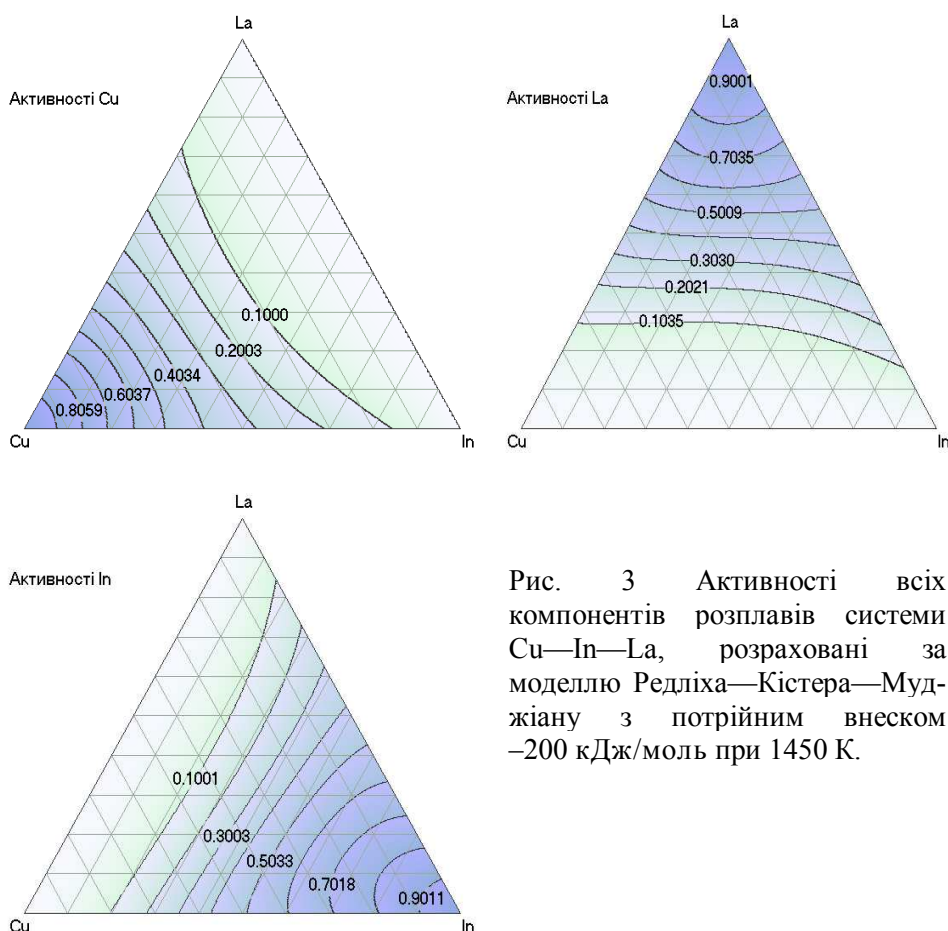 La
Активності Cu
0.1000
0.2003
0.4034
0.6037
0.8059
Cu
In
La
Активності La
0.9001
0.7035
0.5009
0.3030
0.2021
0.1035
Cu
In
La
Активності In
0.1001
0.3003
0.5033
0.7018
0.9011
Cu
In
Рис. 3 Активності всіх
компонентів розплавів системи
Cu—In—La, розраховані за
моделлю Редліха—Кістера—Муд-
жіану з потрійним внеском
–200 кДж/моль при 1450 К.